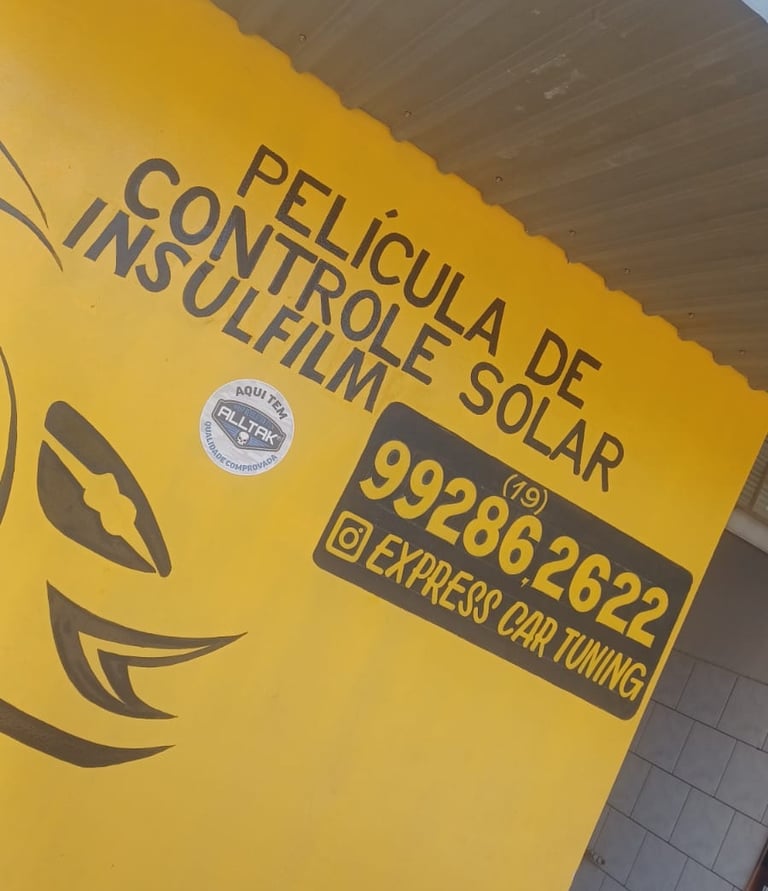 PELÍCULA DE
CONTROLE SOLAR
INSULFILM
AQUI TEM
ALLTAK
QUALIDADE COMPROVADA
(19)
99286.2622
EXPRESS CAR TUNING